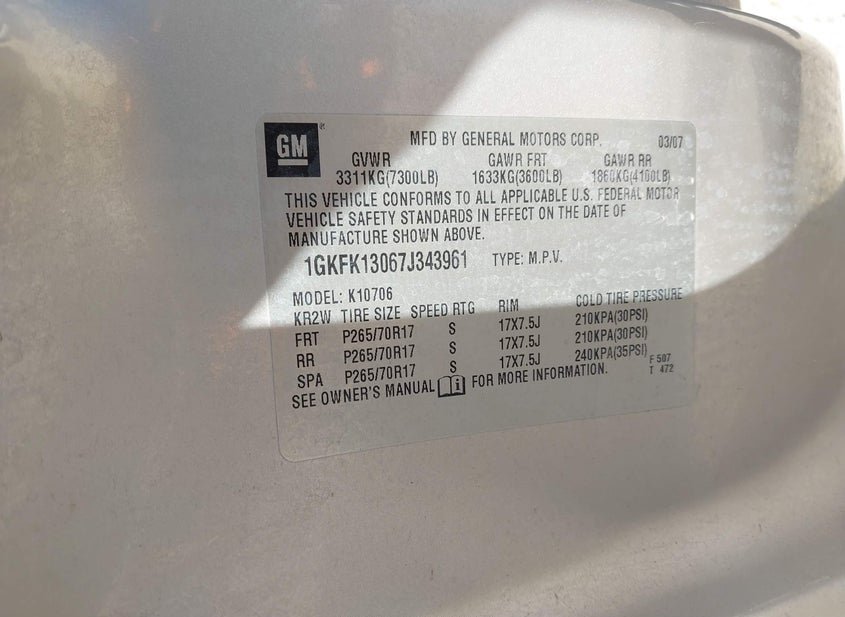 GM®
MFD BY GENERAL MOTORS CORP. 03/07
GVWR GAWR FRT GAWR RR
3311KG(7300LB) 1633KG(3600LB) 1860KG(4100LB)
THIS VEHICLE CONFORMS TO ALL APPLICABLE U.S. FEDERAL MOTOR
VEHICLE SAFETY STANDARDS IN EFFECT ON THE DATE OF
MANUFACTURE SHOWN ABOVE.
1GKFK13067J343961 TYPE: M.P.V.
MODEL: K10706
KR2W TIRE SIZE SPEED RTG RIM COLD TIRE PRESSURE
FRT P265/70R17 S 17X7.5J 210KPA(30PSI)
RR P265/70R17 S 17X7.5J 210KPA(30PSI)
SPA P265/70R17 S 17X7.5J 240KPA(35PSI)
SEE OWNER'S MANUAL FOR MORE INFORMATION.
F 507
T 472